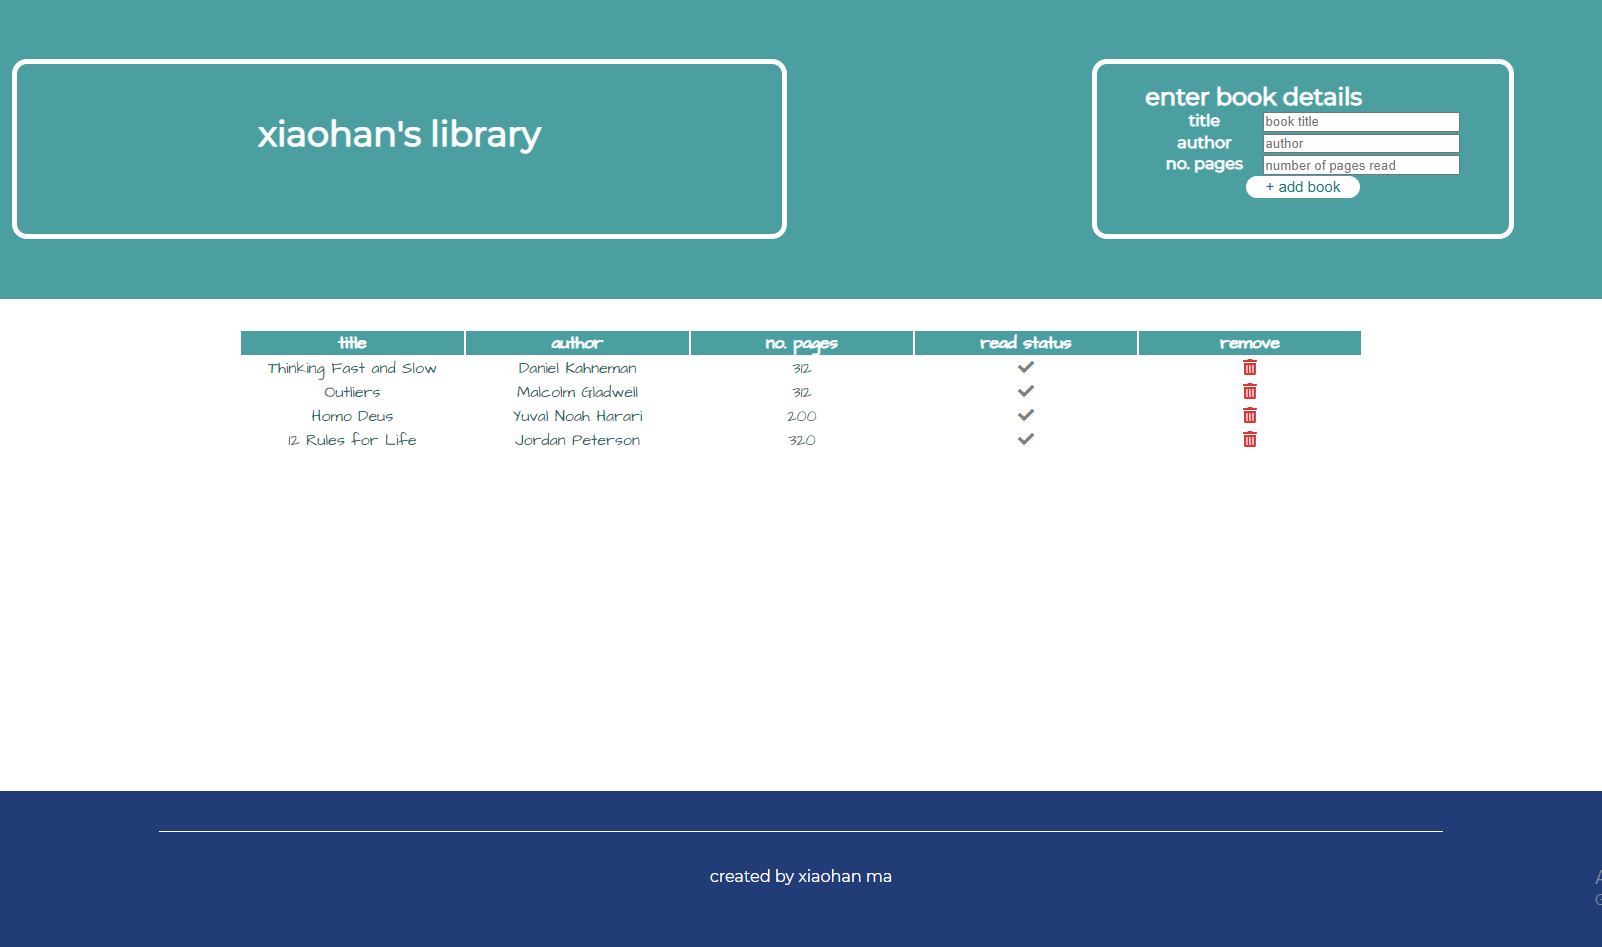 xiaohan's library
enter book details
title book title
author author
no. pages number of pages read
+ add book
title author no. pages read status remove
Thinking Fast and Slow Daniel Kahneman 312
Outliers Malcolm Gladwell 312
Homo Deus Yuval Noah Harari 200
12 Rules for Life Jordan Peterson 320
created by xiaohan ma